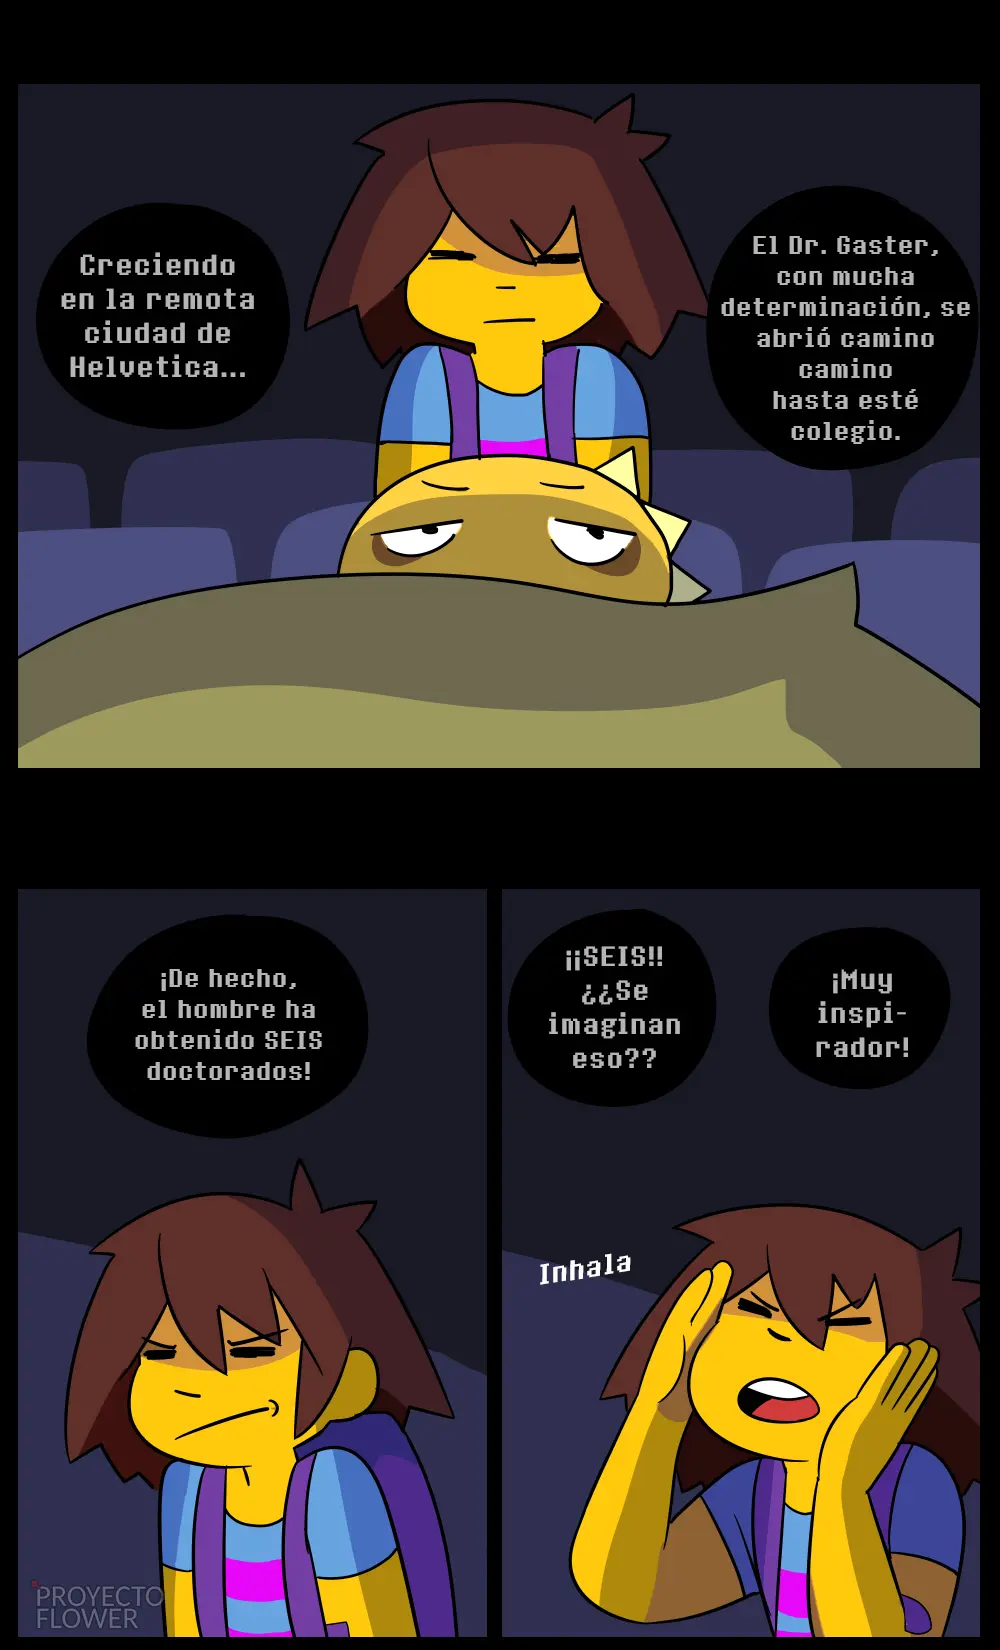 Creciendo
en la remota
ciudad de
Helvetica...
El Dr. Gaster,
con mucha
determinación, se
abrió camino
camino
hasta esté
colegio.
¡De hecho,
el hombre ha
obtenido SEIS
doctorados!
¡¡SEIS!!
¿¿Se
imaginan
eso??
¡Muy
inspi-
rador!
Inhala
PROYECTO
FLOWER